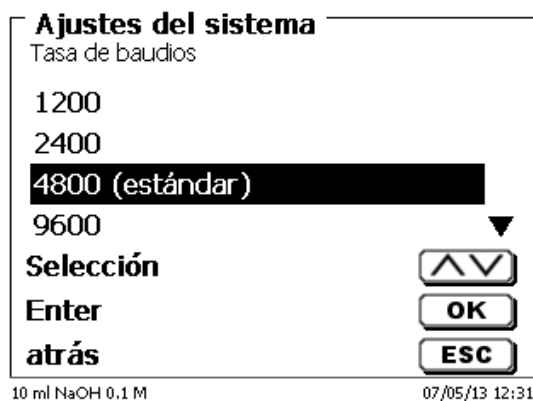 Ajustes del sistema
Tasa de baudios
1200
2400
4800 (estándar)
9600
Selección
Enter OK
atrás ESC
10 ml NaOH 0.1 M 07/05/13 12:31